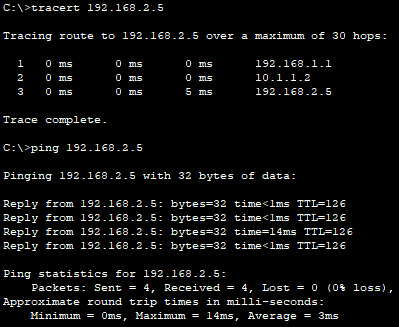 C:\>tracert 192.168.2.5
Tracing route to 192.168.2.5 over a maximum of 30 hops:
1 0 ms 0 ms 0 ms 192.168.1.1
2 0 ms 0 ms 0 ms 10.1.1.2
3 0 ms 0 ms 5 ms 192.168.2.5
Trace complete.
C:\>ping 192.168.2.5
Pinging 192.168.2.5 with 32 bytes of data:
Reply from 192.168.2.5: bytes=32 time<1ms TTL=126
Reply from 192.168.2.5: bytes=32 time<1ms TTL=126
Reply from 192.168.2.5: bytes=32 time=14ms TTL=126
Reply from 192.168.2.5: bytes=32 time<1ms TTL=126
Ping statistics for 192.168.2.5:
Packets: Sent = 4, Received = 4, Lost = 0 (0% loss),
Approximate round trip times in milli-seconds:
Minimum = 0ms, Maximum = 14ms, Average = 3ms